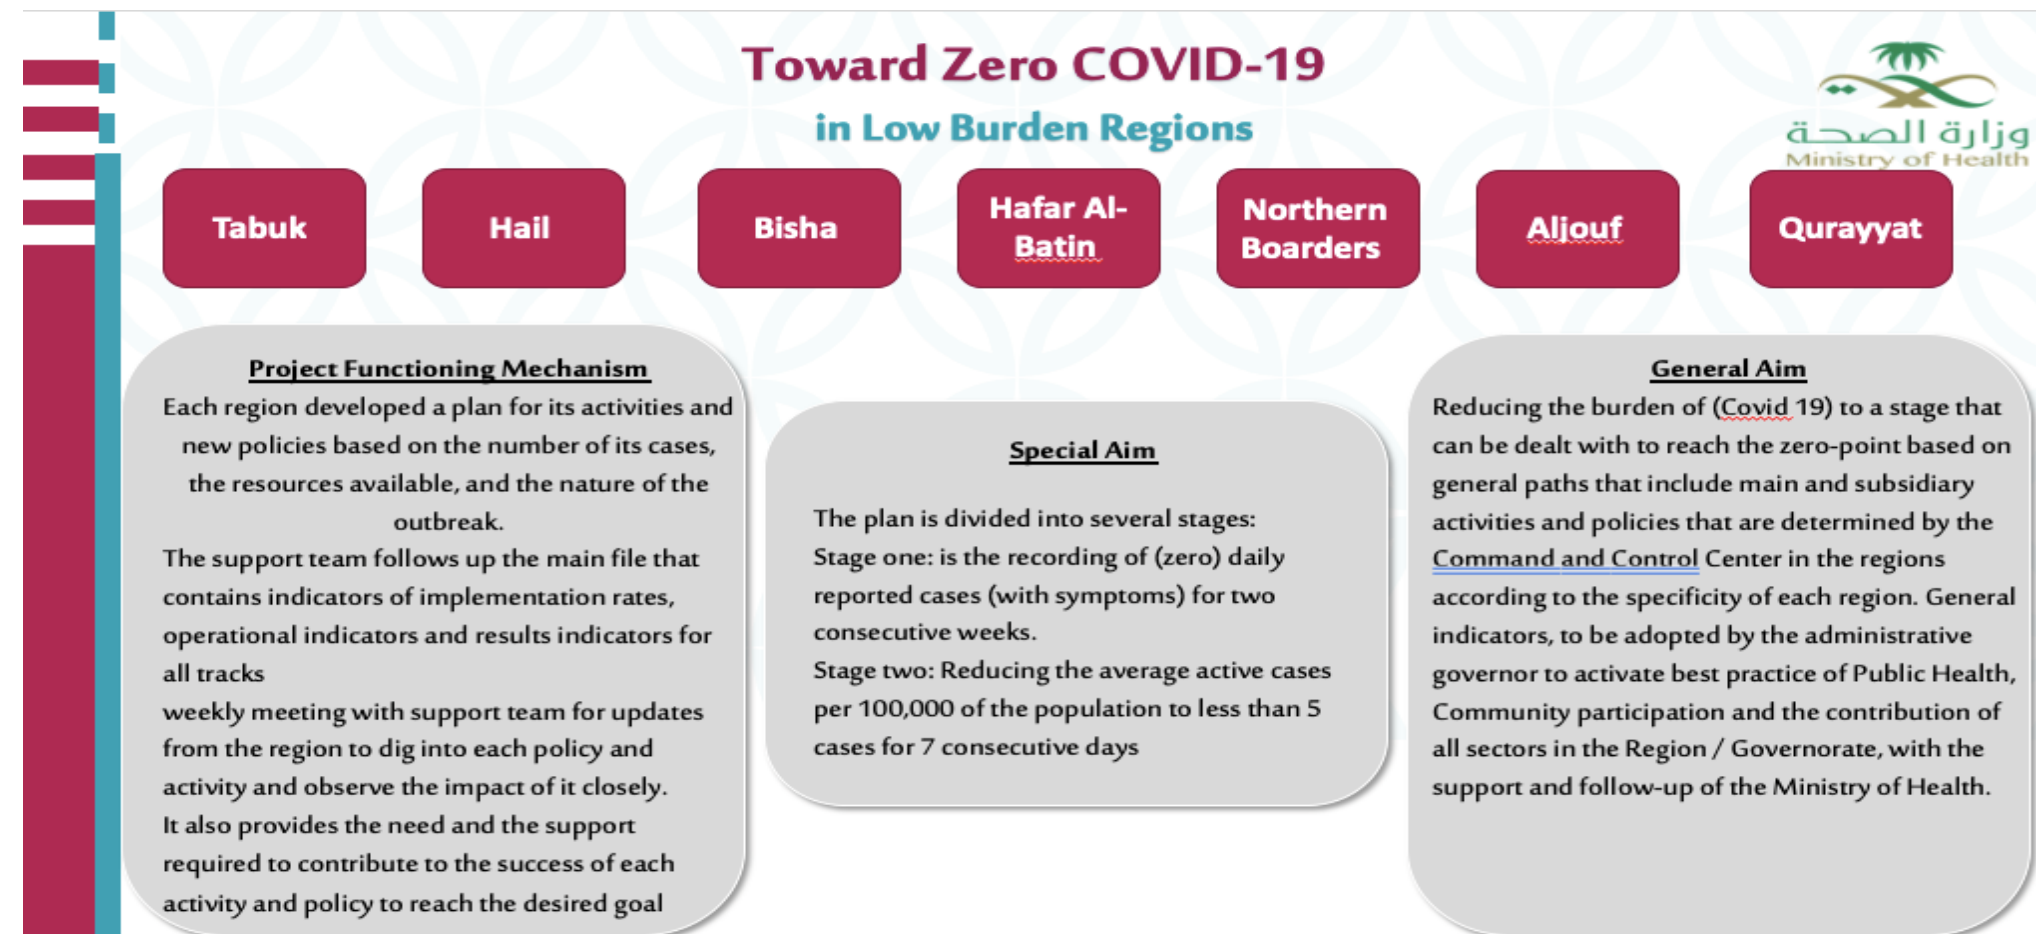 Toward Zero COVID-19
in Low Burden Regions
وزارة الصحة
Ministry of Health
Tabuk
Hail
Bisha
Hafar Al-
Batin
Northern
Boarders
Aljouf
Qurayyat
Project Functioning Mechanism
Each region developed a plan for its activities and
new policies based on the number of its cases,
the resources available, and the nature of the
outbreak.
The support team follows up the main file that
contains indicators of implementation rates,
operational indicators and results indicators for
all tracks
weekly meeting with support team for updates
from the region to dig into each policy and
activity and observe the impact of it closely.
It also provides the need and the support
required to contribute to the success of each
activity and policy to reach the desired goal
Special Aim
The plan is divided into several stages:
Stage one: is the recording of (zero) daily
reported cases (with symptoms) for two
consecutive weeks.
Stage two: Reducing the average active cases
per 100,000 of the population to less than 5
cases for 7 consecutive days
General Aim
Reducing the burden of (Covid 19) to a stage that
can be dealt with to reach the zero-point based on
general paths that include main and subsidiary
activities and policies that are determined by the
Command and Control Center in the regions
according to the specificity of each region. General
indicators, to be adopted by the administrative
governor to activate best practice of Public Health,
Community participation and the contribution of
all sectors in the Region / Governorate, with the
support and follow-up of the Ministry of Health.